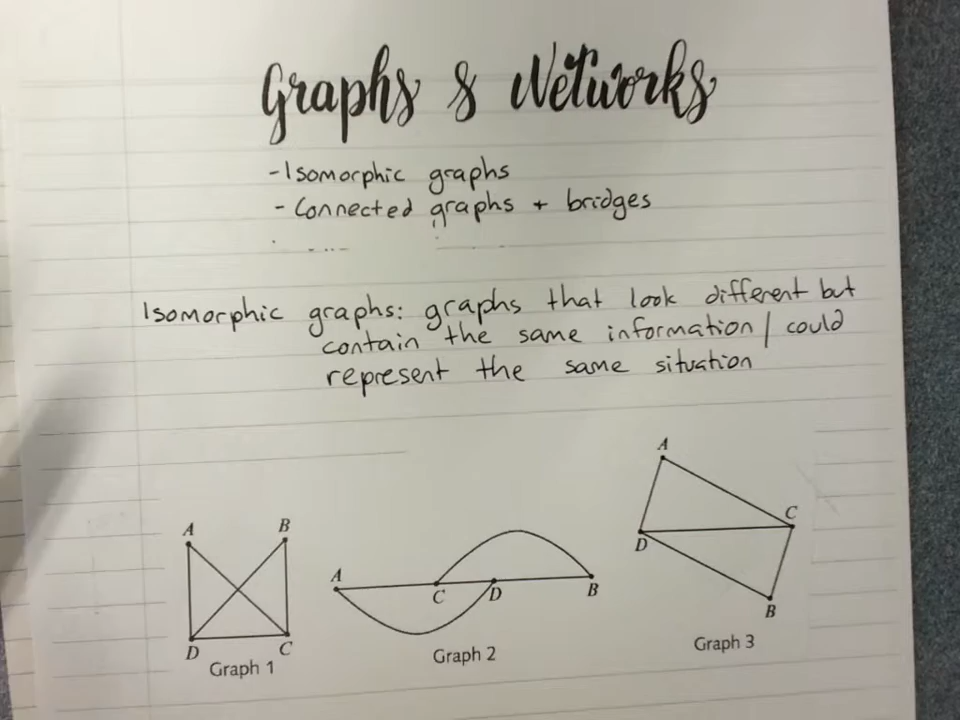 Graphs & Networks
- Isomorphic graphs
- Connected graphs + bridges
Isomorphic graphs: graphs that look different but
contain the same information / could
represent the same situation
A
B
D
C
Graph 1
A
C
D
B
Graph 2
A
C
D
B
Graph 3